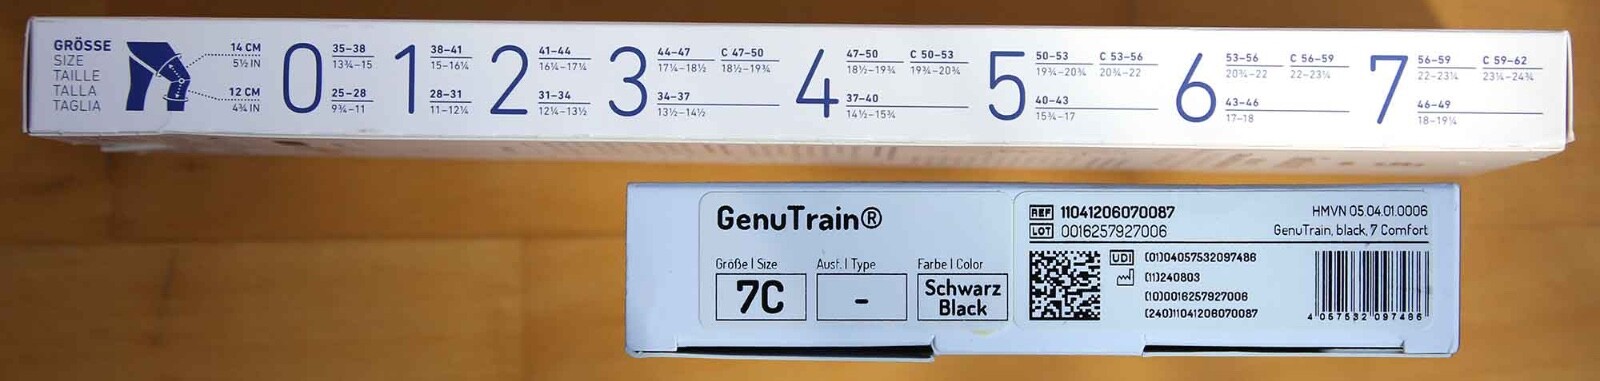 GRÖSSE
SIZE
TAILLE
TALLA
TAGLIA
14 CM
5½ IN
12 CM
4¾ IN
0
35–38
13¾–15
25–28
9¾–11
1
38–41
15–16¼
28–31
11–12¼
2
41–44
16¼–17¼
31–34
12¼–13½
3
44–47
17¼–18½
C 47–50
18½–19¾
34–37
13½–14½
4
47–50
18½–19¾
C 50–53
19¾–20¾
37–40
14½–15¾
5
50–53
19¾–20¾
C 53–56
20¾–22
40–43
15¾–17
6
53–56
20¾–22
C 56–59
22–23¼
43–46
17–18
7
56–59
22–23¼
C 59–62
23¼–24¾
46–49
18–19¼
GenuTrain®
Größe | Size
7C
Ausf. | Type
-
Farbe | Color
Schwarz
Black
REF 11041206070087
LOT 0016257927006
HMVN 05.04.01.0006
GenuTrain, black, 7 Comfort
UDI (01)04057532097486
(11)240803
(10)0016257927006
(240)11041206070087
4 057532 097486